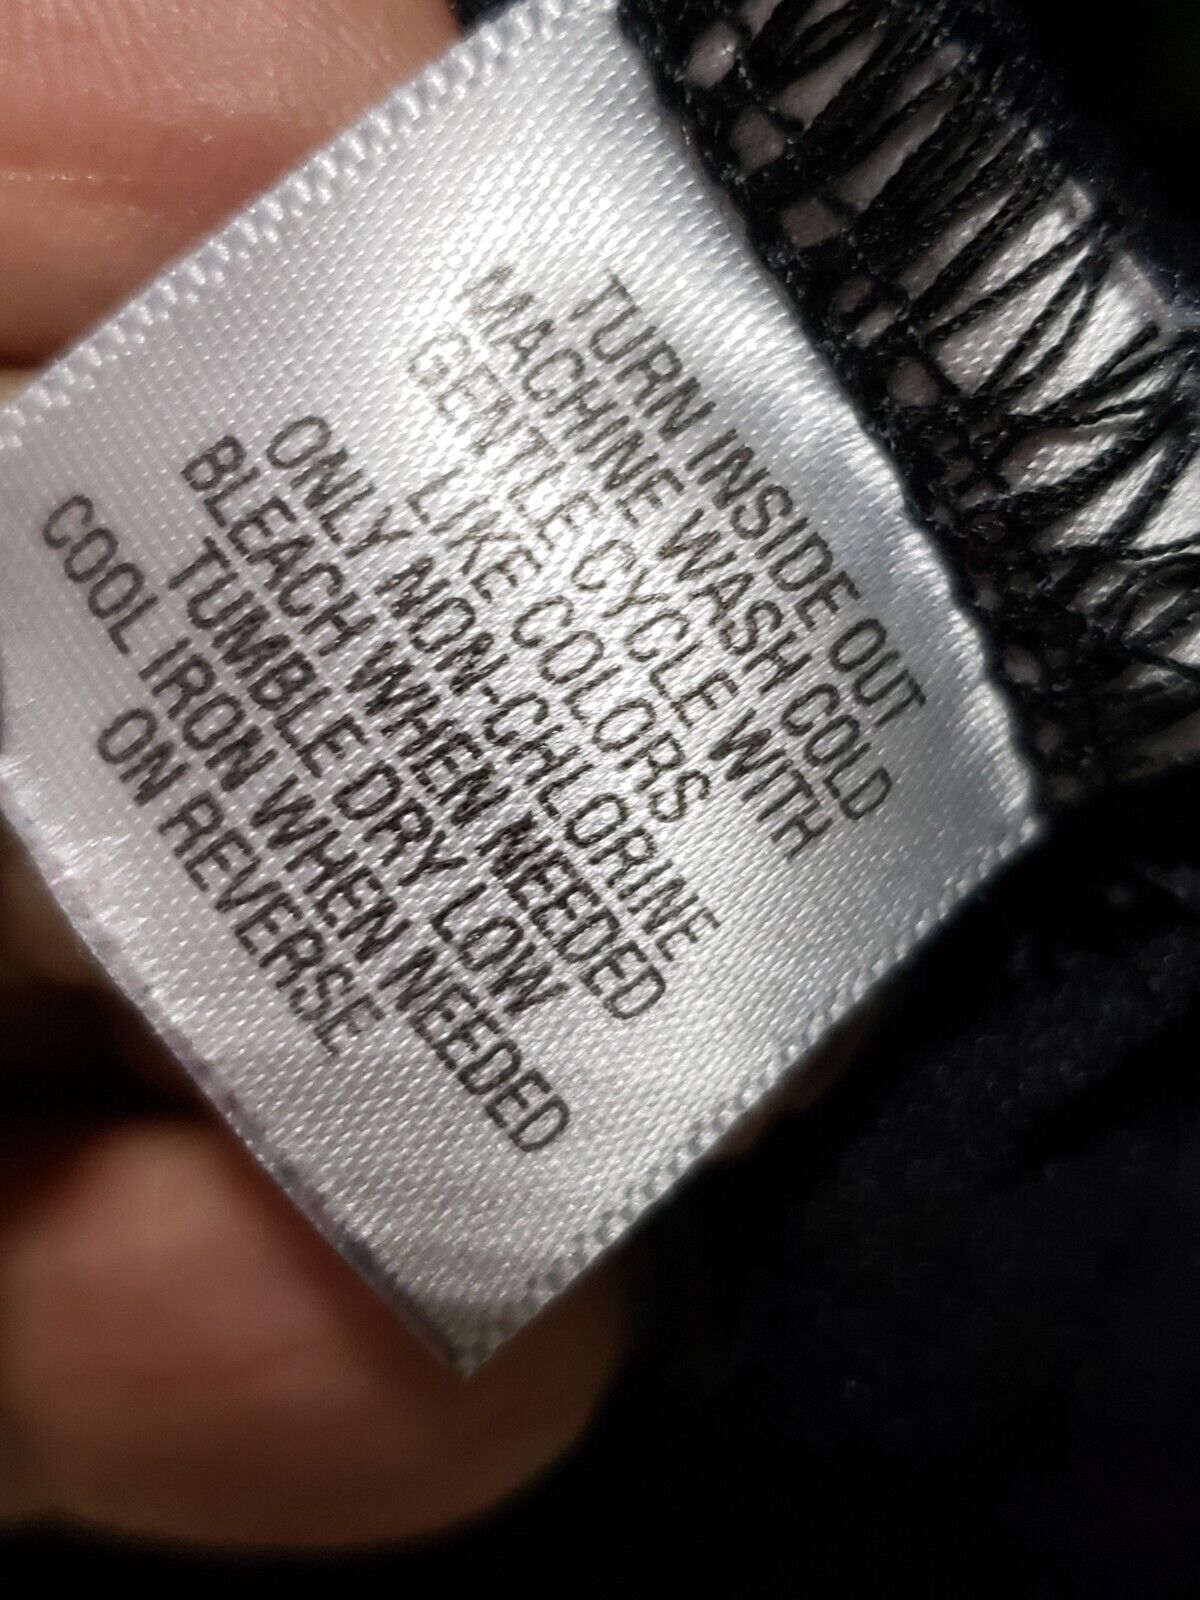 TURN INSIDE OUT
MACHINE WASH COLD
GENTLE CYCLE WITH
LIKE COLORS
ONLY NON-CHLORINE
BLEACH WHEN NEEDED
TUMBLE DRY LOW
COOL IRON WHEN NEEDED
ON REVERSE